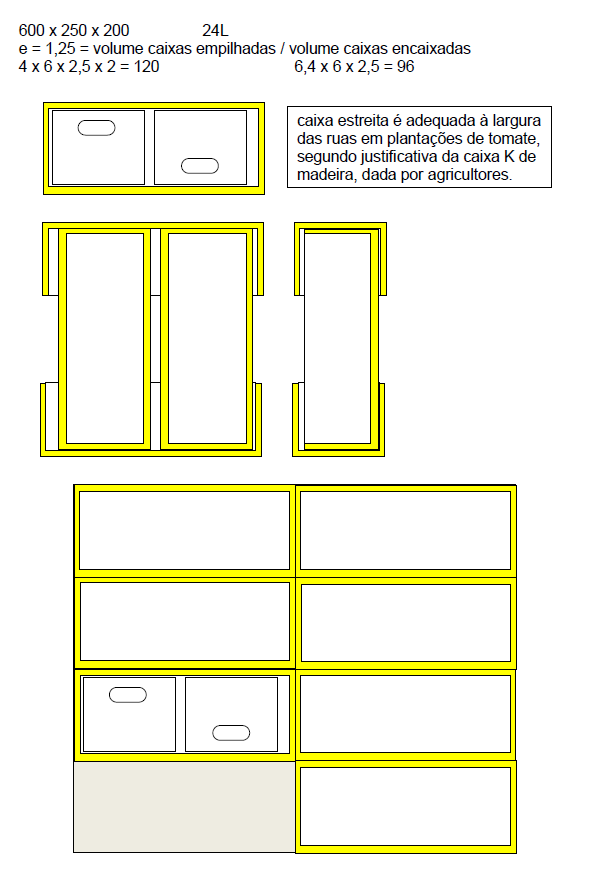 600 x 250 x 200 24L
e = 1,25 = volume caixas empilhadas / volume caixas encaixadas
4 x 6 x 2,5 x 2 = 120 6,4 x 6 x 2,5 = 96
caixa estreita é adequada à largura
das ruas em plantações de tomate,
segundo justificativa da caixa K de
madeira, dada por agricultores.